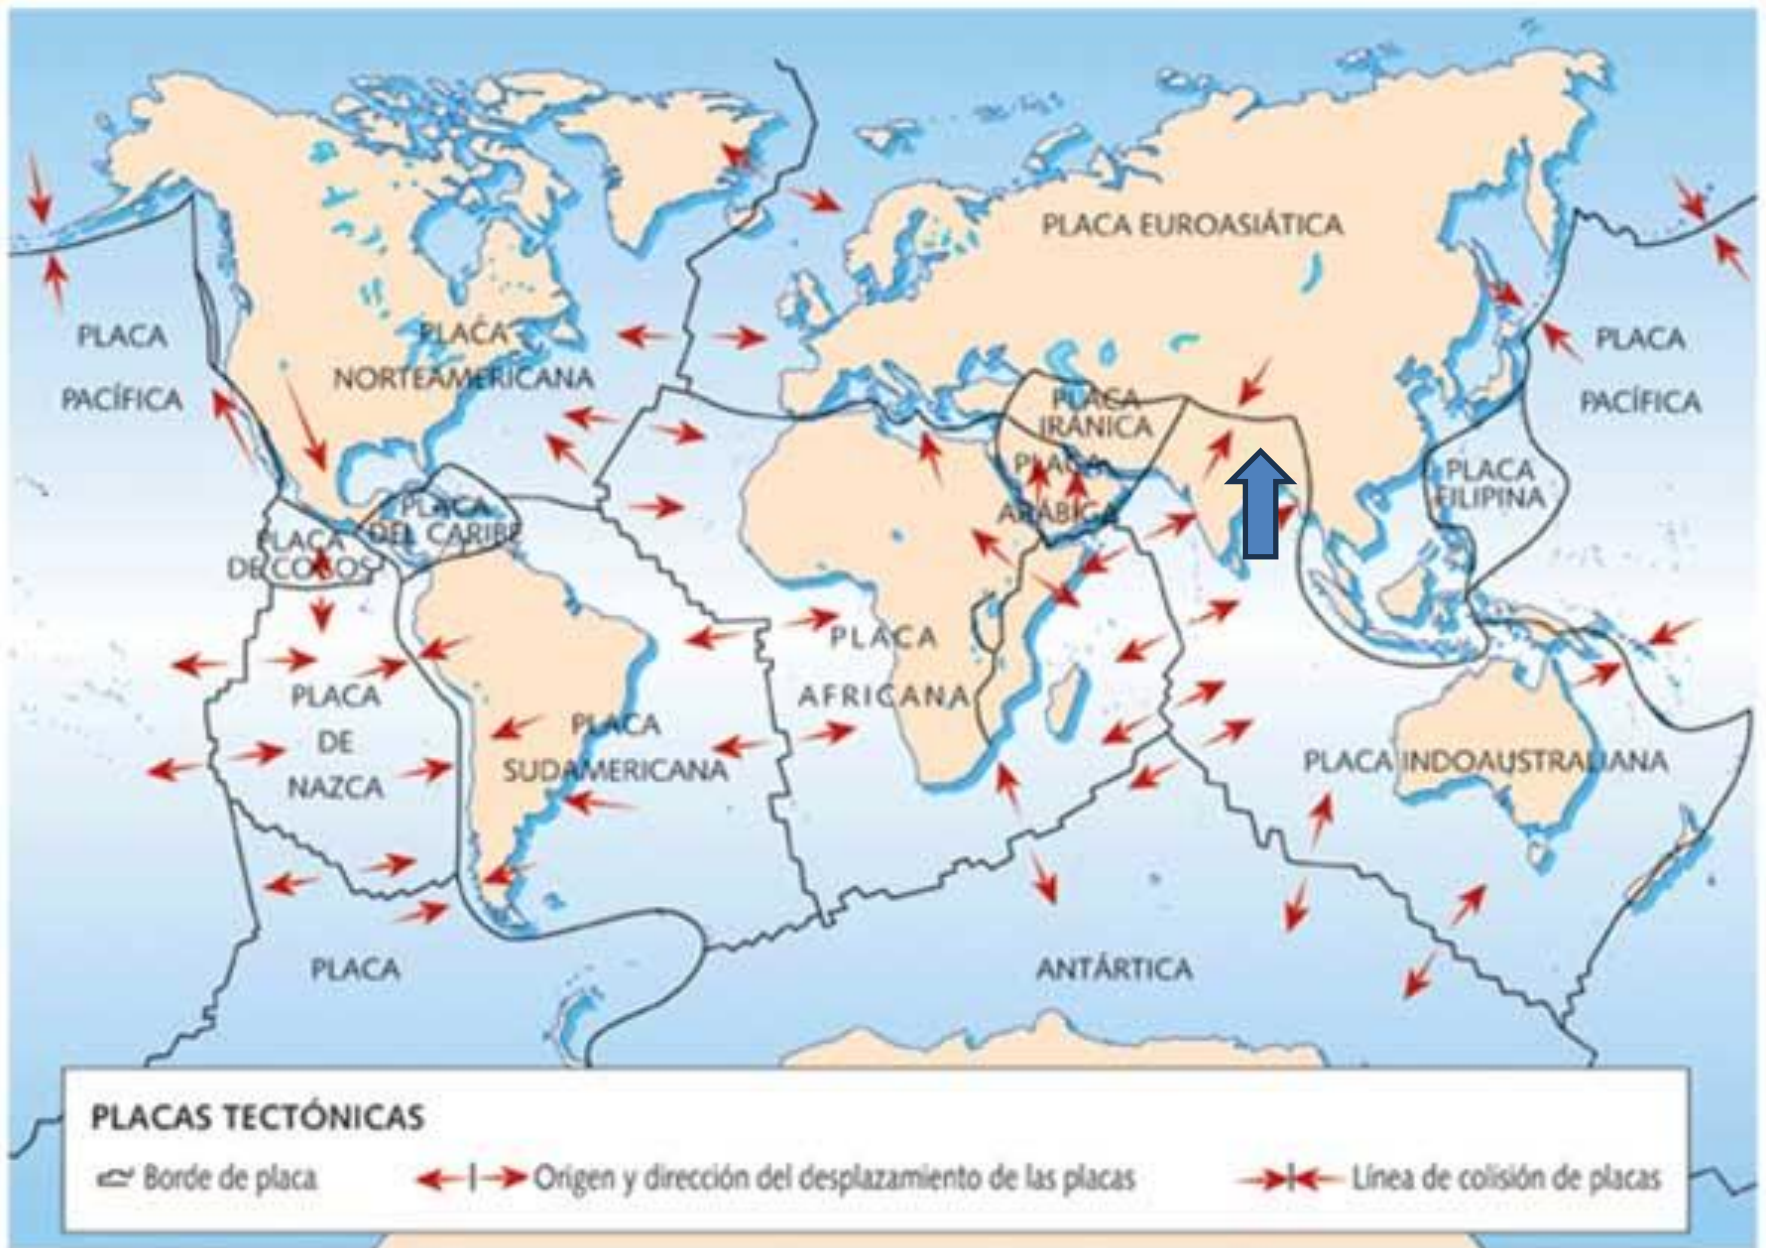 PLACA EUROASIÁTICA
PLACA
PACÍFICA
PLACA
NORTEAMERICANA
PLACA
IRÁNICA
PLACA
ARÁBIGA
PLACA
PACÍFICA
PLACA
FILIPINA
PLACA
DEL CARIBE
PLACA
DE COCOS
PLACA
AFRICANA
PLACA
DE
NAZCA
PLACA
SUDAMERICANA
PLACA INDOAUSTRALIANA
PLACA
ANTÁRTICA
PLACAS TECTÓNICAS
Borde de placa
Origen y dirección del desplazamiento de las placas
Línea de colisión de placas